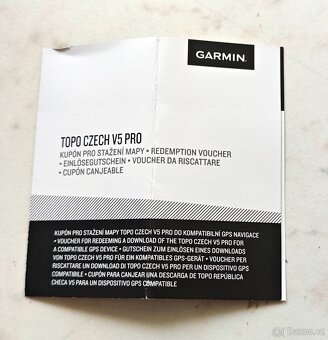 GARMIN
TOPO CZECH V5 PRO
KUPÓN PRO STAŽENÍ MAPY • REDEMPTION VOUCHER
• EINLÖSEGUTSCHEIN • VOUCHER DA RISCATTARE
• CUPÓN CANJEABLE
KUPÓN PRO STAŽENÍ MAPY TOPO CZECH V5 PRO DO KOMPATIBILNÍ GPS NAVIGACE
• VOUCHER FOR REDEEMING A DOWNLOAD OF THE TOPO CZECH V5 PRO FOR
A COMPATIBLE GPS DEVICE • GUTSCHEIN ZUM EINLÖSEN EINES DOWNLOADS
VON TOPO CZECH V5 PRO FÜR EIN KOMPATIBLES GPS-GERÄT • VOUCHER PER
RISCATTARE UN DOWNLOAD DI TOPO CZECH V5 PRO PER UN DISPOSITIVO GPS
COMPATIBILE • CUPÓN PARA CANJEAR UNA DESCARGA DE TOPO REPÚBLICA
CHECA V5 PARA UN DISPOSITIVO GPS COMPATIBLE
Bazoš.cz